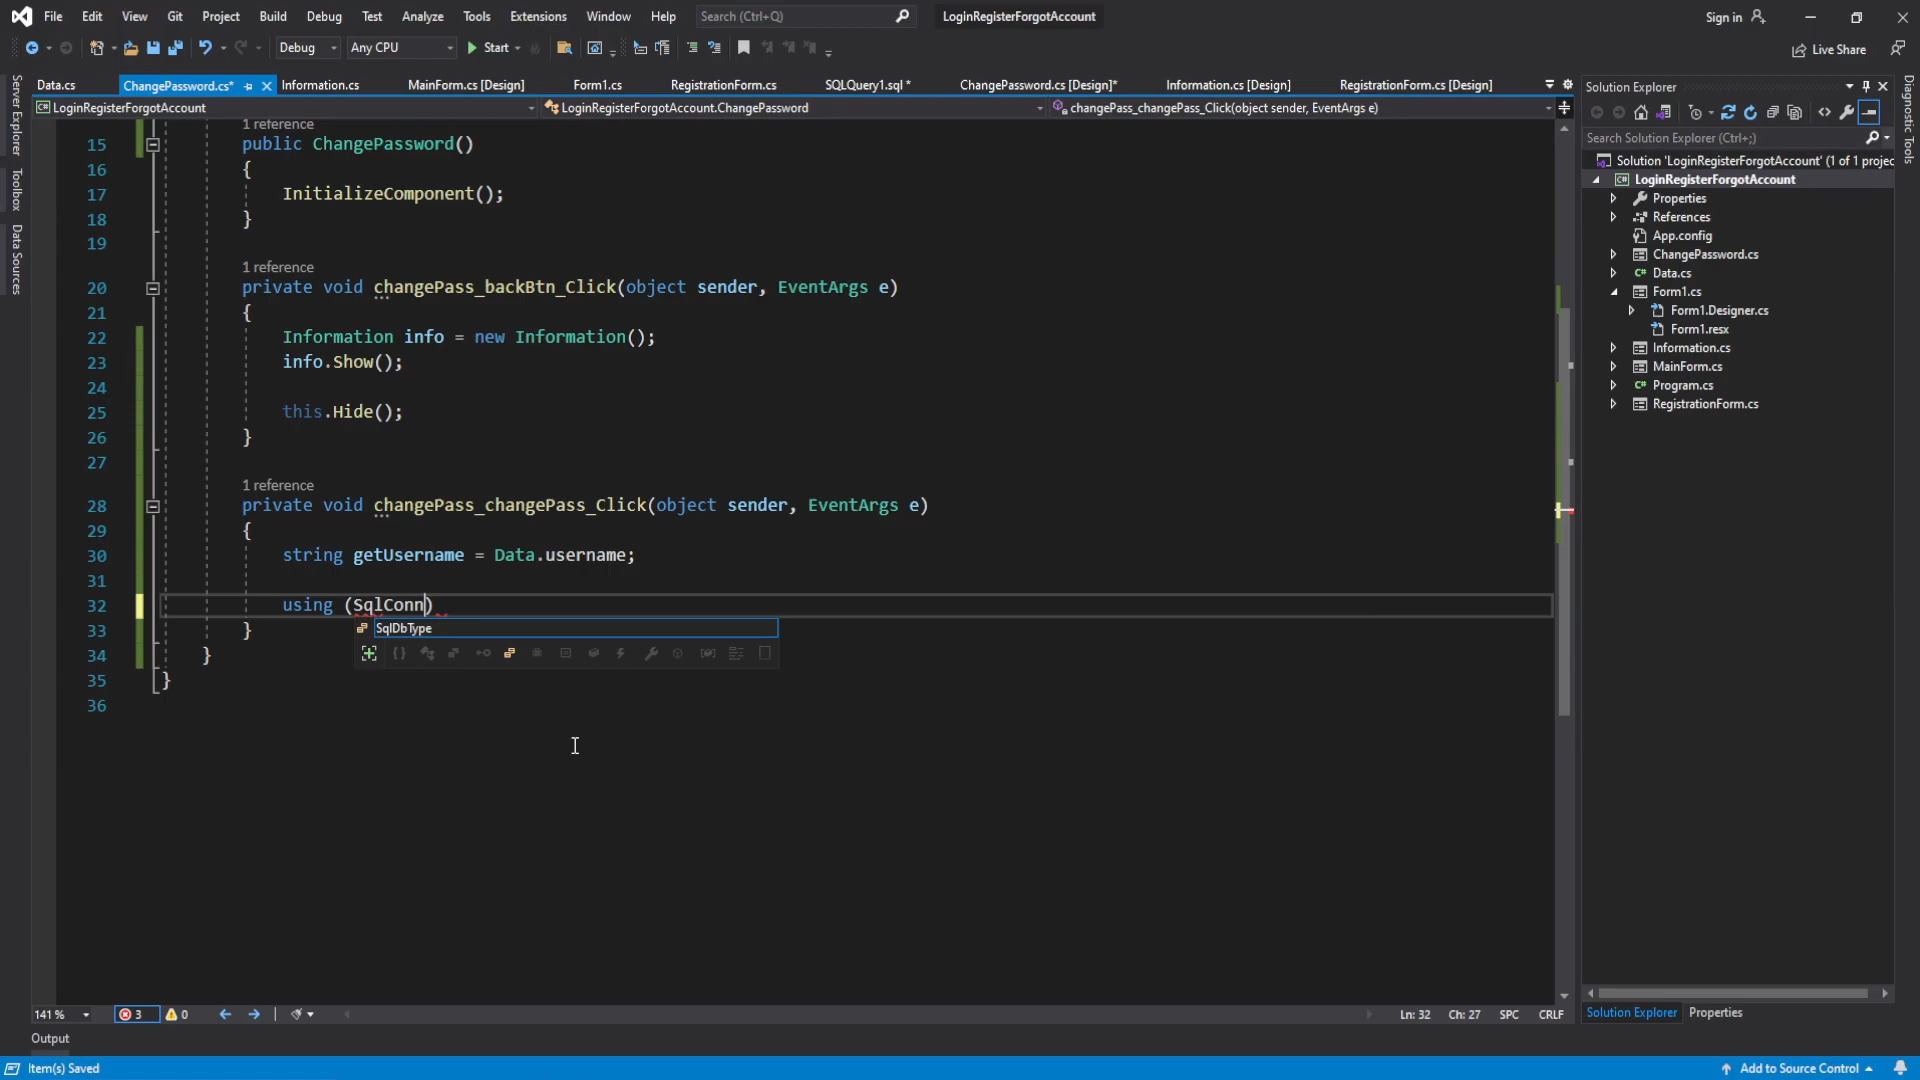 File Edit View Git Project Build Debug Test Analyze Tools Extensions Window Help Search (Ctrl+Q) LoginRegisterForgotAccount Sign in
Debug Any CPU Start Live Share
Data.cs ChangePassword.cs* Information.cs MainForm.cs [Design] Form1.cs RegistrationForm.cs SQLQuery1.sql * ChangePassword.cs [Design]* Information.cs [Design] RegistrationForm.cs [Design]
LoginRegisterForgotAccount LoginRegisterForgotAccount.ChangePassword changePass_changePass_Click(object sender, EventArgs e)
Server Explorer
Toolbox
Data Sources
1 reference
15 public ChangePassword()
16 {
17 InitializeComponent();
18 }
19
1 reference
20 private void changePass_backBtn_Click(object sender, EventArgs e)
21 {
22 Information info = new Information();
23 info.Show();
24
25 this.Hide();
26 }
27
1 reference
28 private void changePass_changePass_Click(object sender, EventArgs e)
29 {
30 string getUsername = Data.username;
31
32 using (SqlConn)
SqlDbType
33 }
34 }
35 }
36
141 % 3 0 Ln: 32 Ch: 27 SPC CRLF
Output
Item(s) Saved Add to Source Control
Solution Explorer
Search Solution Explorer (Ctrl+;)
Solution 'LoginRegisterForgotAccount' (1 of 1 projec
LoginRegisterForgotAccount
Properties
References
App.config
ChangePassword.cs
Data.cs
Form1.cs
Form1.Designer.cs
Form1.resx
Information.cs
MainForm.cs
Program.cs
RegistrationForm.cs
Solution Explorer Properties
Diagnostic Tools